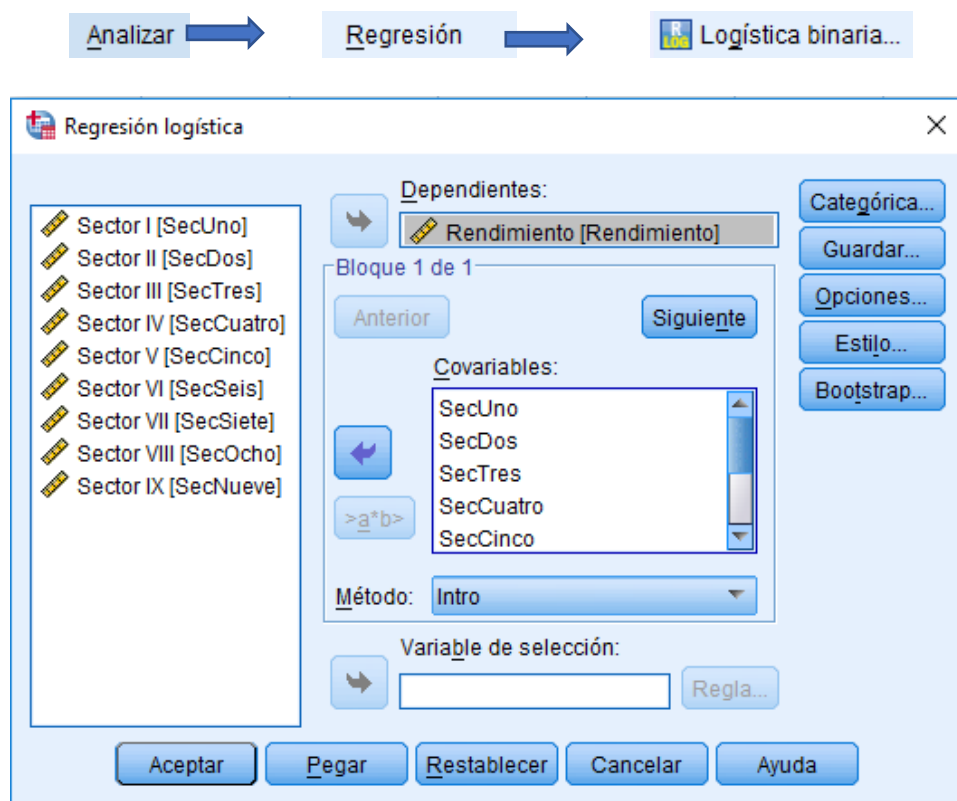 Analizar
Regresión
R LOG Logística binaria...
Regresión logística
Dependientes:
Rendimiento [Rendimiento]
Sector I [SecUno]
Sector II [SecDos]
Sector III [SecTres]
Sector IV [SecCuatro]
Sector V [SecCinco]
Sector VI [SecSeis]
Sector VII [SecSiete]
Sector VIII [SecOcho]
Sector IX [SecNueve]
Bloque 1 de 1
Anterior
Siguiente
Covariables:
SecUno
SecDos
SecTres
SecCuatro
SecCinco
>a*b>
Método:
Intro
Variable de selección:
Regla...
Categórica...
Guardar...
Opciones...
Estilo...
Bootstrap...
Aceptar
Pegar
Restablecer
Cancelar
Ayuda